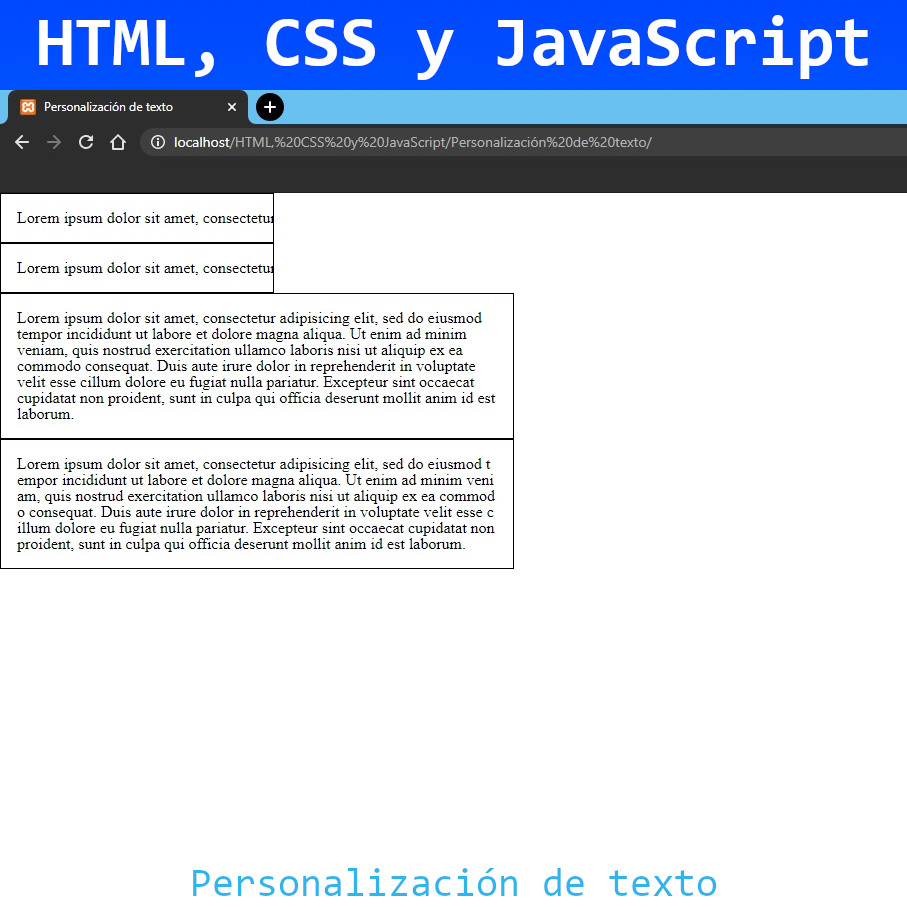 HTML, CSS y JavaScript
Personalización de texto
localhost/HTML,%20CSS%20y%20JavaScript/Personalización%20de%20texto/
Lorem ipsum dolor sit amet, consectetur
Lorem ipsum dolor sit amet, consectetur
Lorem ipsum dolor sit amet, consectetur adipisicing elit, sed do eiusmod
tempor incididunt ut labore et dolore magna aliqua. Ut enim ad minim
veniam, quis nostrud exercitation ullamco laboris nisi ut aliquip ex ea
commodo consequat. Duis aute irure dolor in reprehenderit in voluptate
velit esse cillum dolore eu fugiat nulla pariatur. Excepteur sint occaecat
cupidatat non proident, sunt in culpa qui officia deserunt mollit anim id est
laborum.
Lorem ipsum dolor sit amet, consectetur adipisicing elit, sed do eiusmod t
empor incididunt ut labore et dolore magna aliqua. Ut enim ad minim veni
am, quis nostrud exercitation ullamco laboris nisi ut aliquip ex ea commod
o consequat. Duis aute irure dolor in reprehenderit in voluptate velit esse c
illum dolore eu fugiat nulla pariatur. Excepteur sint occaecat cupidatat non
proident, sunt in culpa qui officia deserunt mollit anim id est laborum.
Personalización de texto